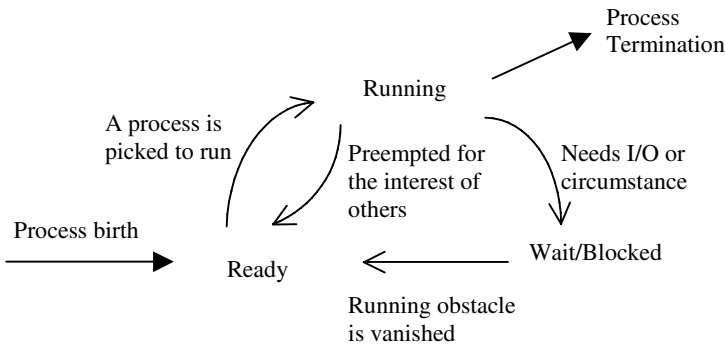 Process
Termination
Running
A process is
picked to run
Preempted for
the interest of
others
Needs I/O or
circumstance
Process birth
Ready
Wait/Blocked
Running obstacle
is vanished